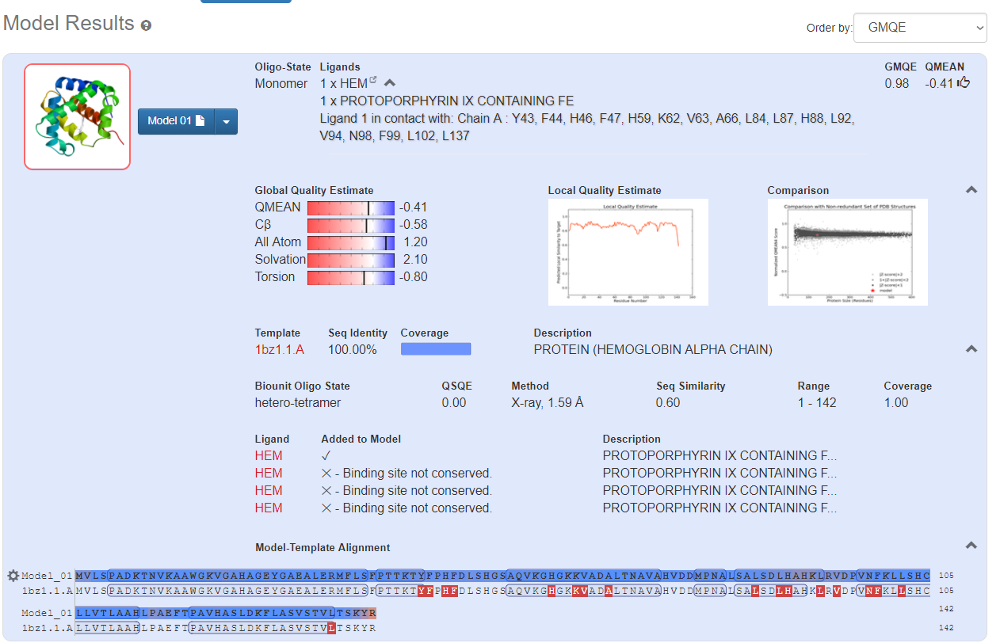 Model Results
Order by: GMQE
Oligo-State Ligands GMQE QMEAN
Monomer 1 x HEM 0.98 -0.41
1 x PROTOPORPHYRIN IX CONTAINING FE
Model 01
Ligand 1 in contact with: Chain A : Y43, F44, H46, F47, H59, K62, V63, A66, L84, L87, H88, L92,
V94, N98, F99, L102, L137
Global Quality Estimate Local Quality Estimate Comparison
QMEAN -0.41
Cβ -0.58
All Atom 1.20
Solvation 2.10
Torsion -0.80
Local Quality Estimate
Predicted Local Similarity to Target
Residue Number
Comparison with Non-redundant Set of PDB Structures
Normalized QMEAN4 Score
|Z-score|>2
1<|Z-score|<2
|Z-score|<1
model
Protein Size (Residues)
Template Seq Identity Coverage Description
1bz1.1.A 100.00% PROTEIN (HEMOGLOBIN ALPHA CHAIN)
Biounit Oligo State QSQE Method Seq Similarity Range Coverage
hetero-tetramer 0.00 X-ray, 1.59 Å 0.60 1 - 142 1.00
Ligand Added to Model Description
HEM ✓ PROTOPORPHYRIN IX CONTAINING F...
HEM ✕ - Binding site not conserved. PROTOPORPHYRIN IX CONTAINING F...
HEM ✕ - Binding site not conserved. PROTOPORPHYRIN IX CONTAINING F...
HEM ✕ - Binding site not conserved. PROTOPORPHYRIN IX CONTAINING F...
Model-Template Alignment
Model_01 MVLSPADKTNVKAAWGKVGAHAGEYGAEALERMFLSFPTTKTYFPHFDLSHGSAQVKGHGKKVADALTNAVAHVDDMPNALSALSDLHAHKLRVDPVNFKLLSHC 105
1bz1.1.A MVLSPADKTNVKAAWGKVGAHAGEYGAEALERMFLSFPTTKTYFPHFDLSHGSAQVKGHGKKVADALTNAVAHVDDMPNALSALSDLHAHKLRVDPVNFKLLSHC 105
Model_01 LLVTLAAHLPAEFTPAVHASLDKFLASVSTVLTSKYR 142
1bz1.1.A LLVTLAAHLPAEFTPAVHASLDKFLASVSTVLTSKYR 142